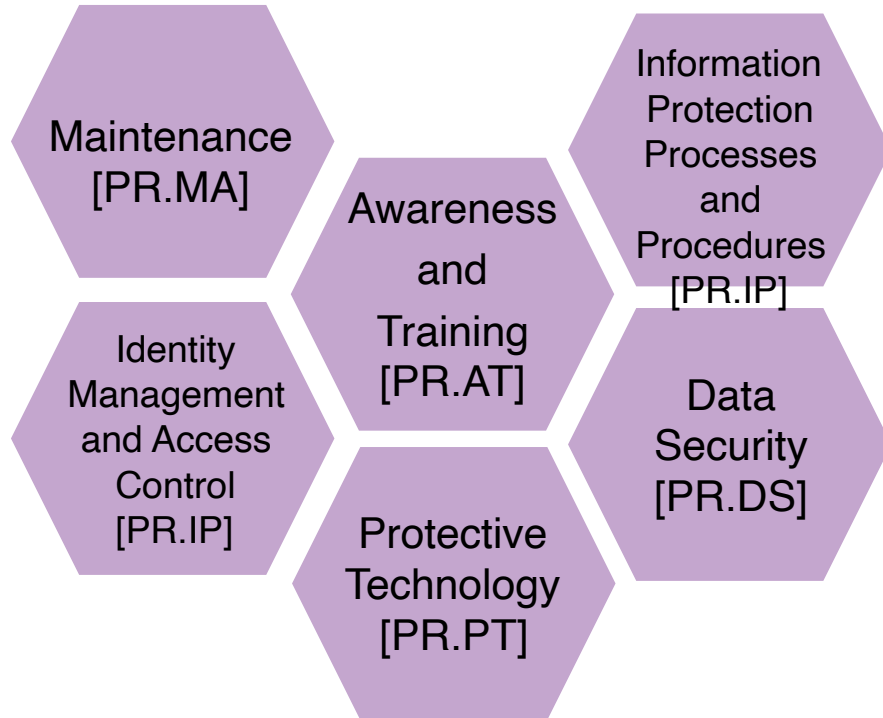 Maintenance
[PR.MA]
Information
Protection
Processes
and
Procedures
[PR.IP]
Awareness
and
Training
[PR.AT]
Identity
Management
and Access
Control
[PR.IP]
Data
Security
[PR.DS]
Protective
Technology
[PR.PT]